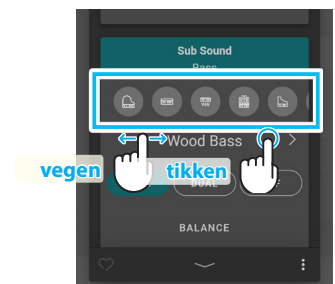 Sub Sound
Bass
Wood Bass
vegen
tikken
DUAL
BALANCE